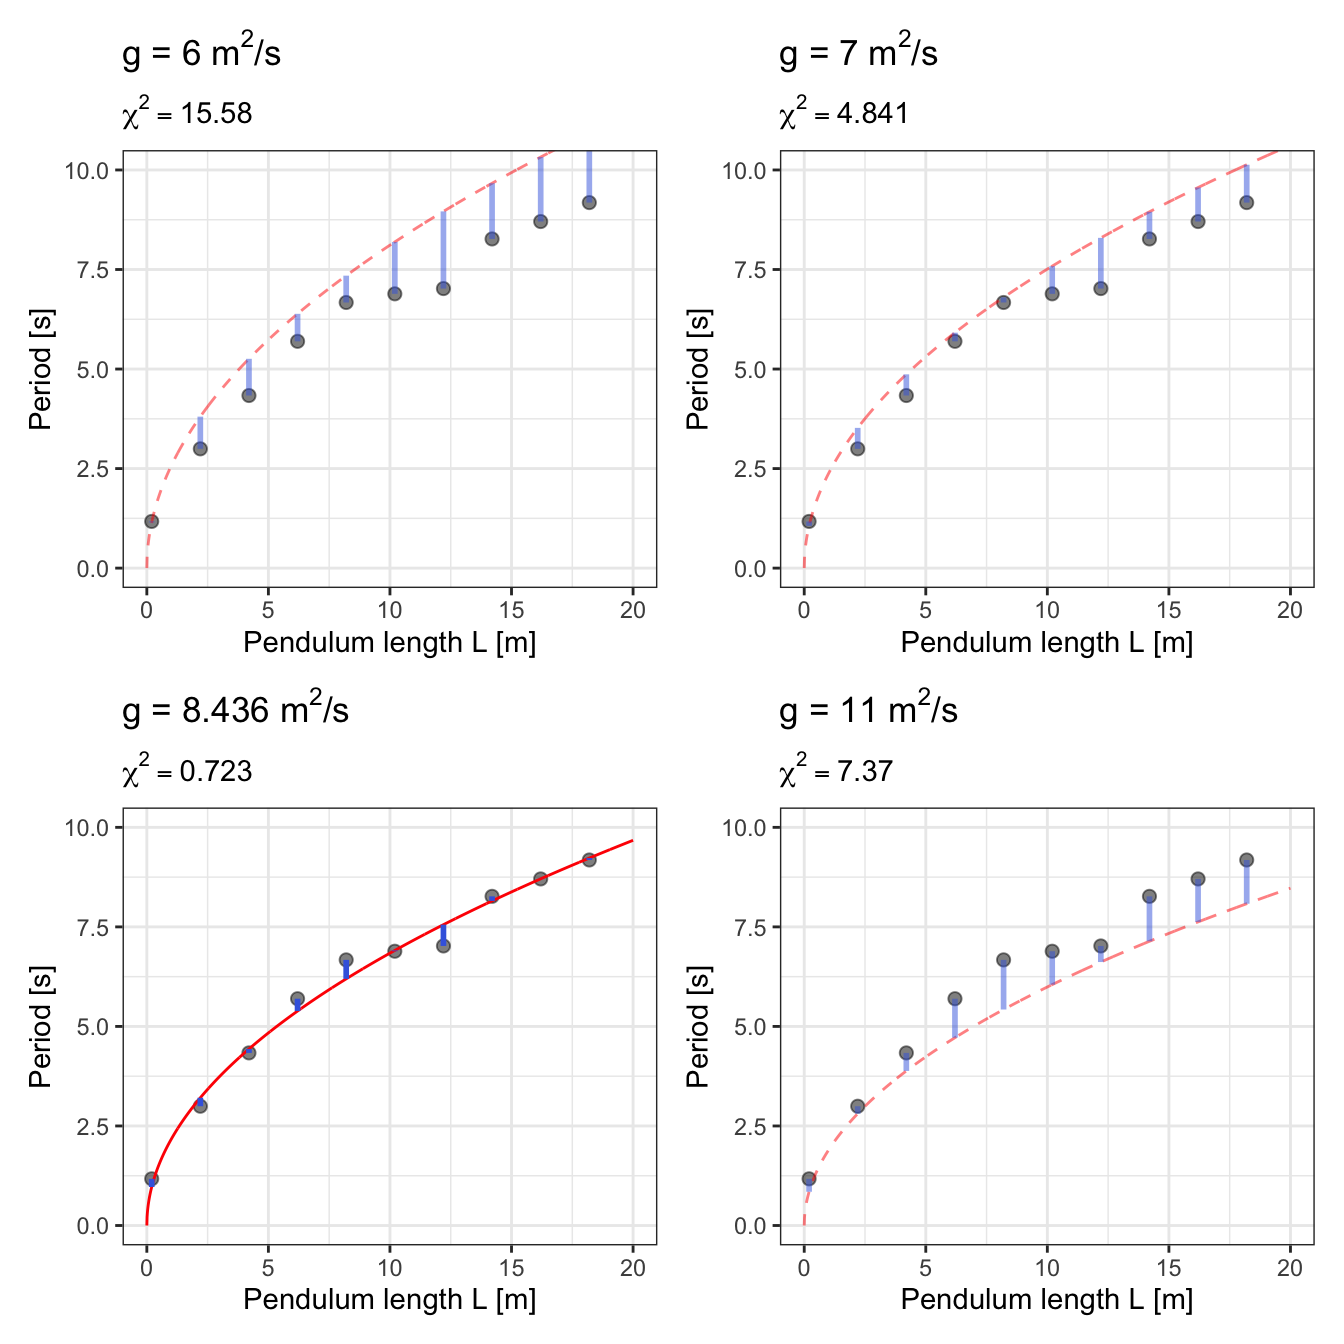 g = 6 m²/s
χ² = 15.58
10.0
7.5
5.0
2.5
0.0
Period [s]
0 5 10 15 20
Pendulum length L [m]
g = 7 m²/s
χ² = 4.841
10.0
7.5
5.0
2.5
0.0
Period [s]
0 5 10 15 20
Pendulum length L [m]
g = 8.436 m²/s
χ² = 0.723
10.0
7.5
5.0
2.5
0.0
Period [s]
0 5 10 15 20
Pendulum length L [m]
g = 11 m²/s
χ² = 7.37
10.0
7.5
5.0
2.5
0.0
Period [s]
0 5 10 15 20
Pendulum length L [m]